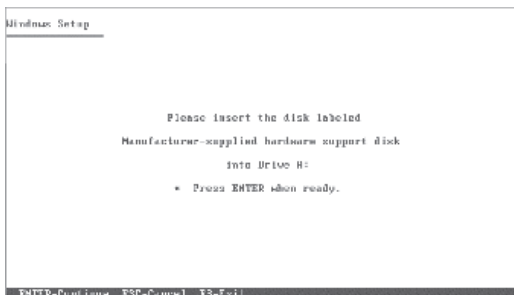 Windows Setup
Please insert the disk labeled
Manufacturer-supplied hardware support disk
into Drive A:
* Press ENTER when ready.
ENTER=Continue ESC=Cancel F3=Exit